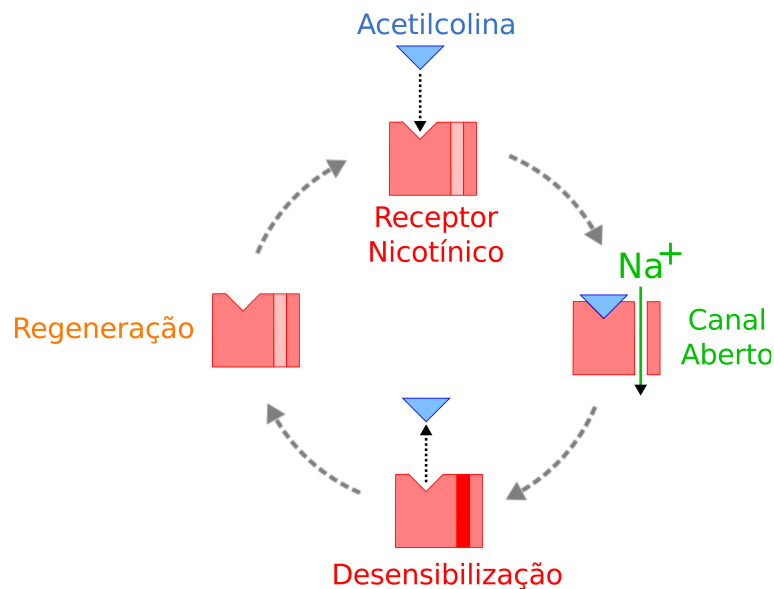 Acetilcolina
Receptor
Nicotínico
Na+
Canal
Aberto
Regeneração
Desensibilização